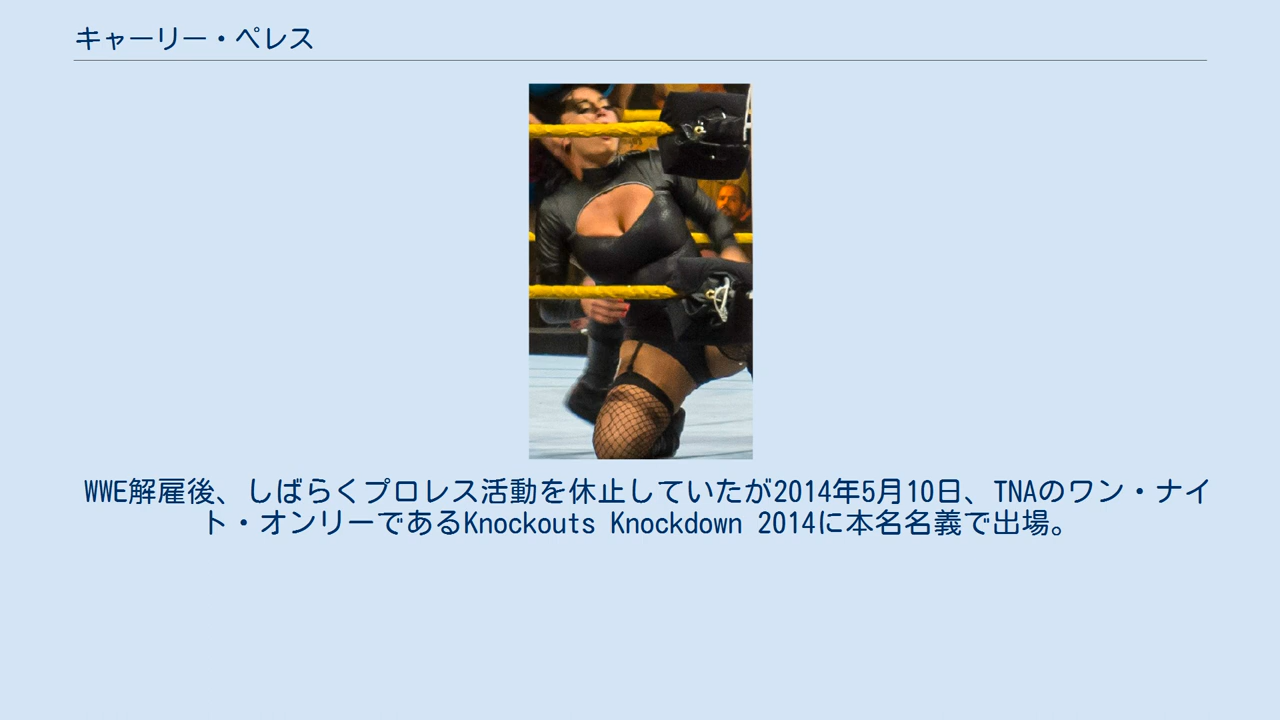 キャーリー・ペレス
WWE解雇後、しばらくプロレス活動を休止していたが2014年5月10日、TNAのワン・ナイ
ト・オンリーであるKnockouts Knockdown 2014に本名名義で出場。